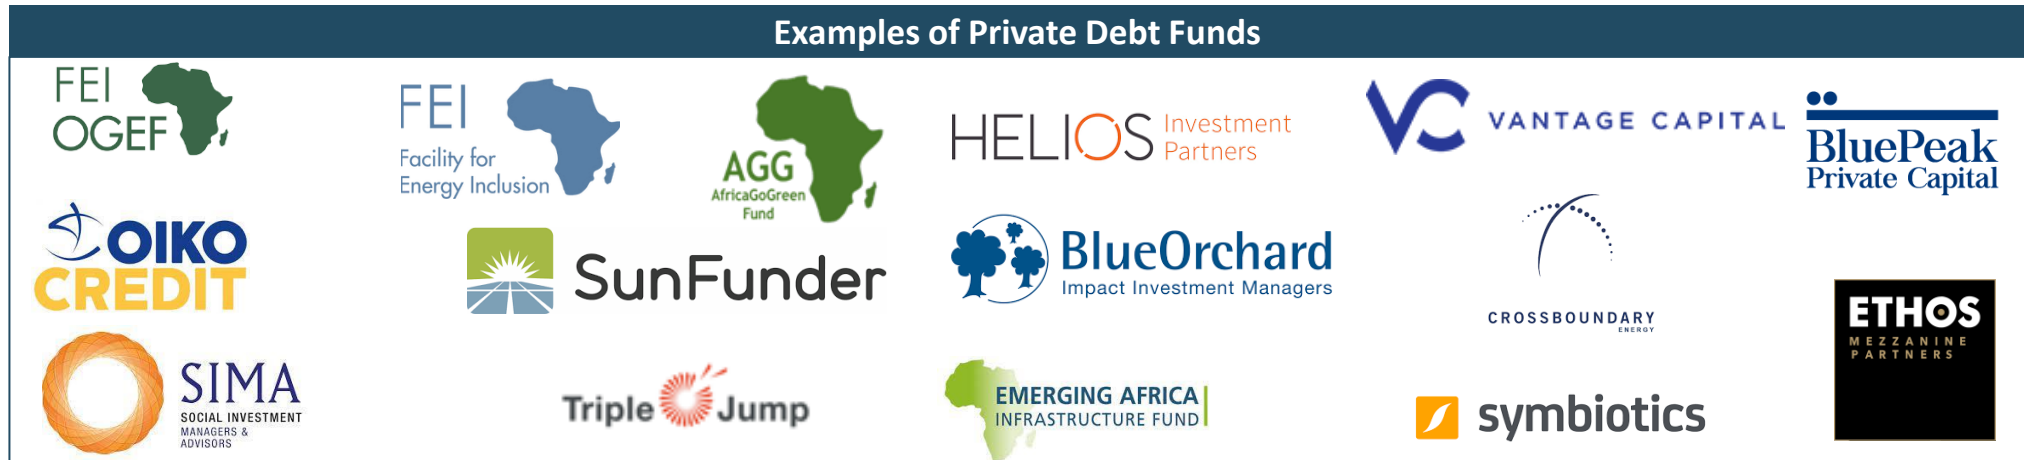 Examples of Private Debt Funds
FEI
OGEF
FEI
Facility for
Energy Inclusion
AGG
AfricaGoGreen
Fund
HELIOS Investment
Partners
VC VANTAGE CAPITAL
BluePeak
Private Capital
OIKO
CREDIT
SunFunder
BlueOrchard
Impact Investment Managers
CROSSBOUNDARY
ENERGY
ETHOS
MEZZANINE
PARTNERS
SIMA
SOCIAL INVESTMENT
MANAGERS &
ADVISORS
Triple Jump
EMERGING AFRICA
INFRASTRUCTURE FUND
symbiotics